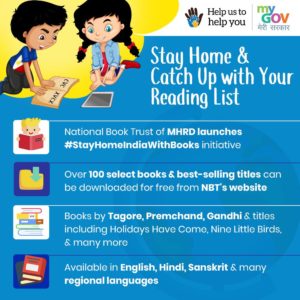 Help us to
help you
my
GOV
मेरी सरकार
Stay Home &
Catch Up with Your
Reading List
National Book Trust of MHRD launches
#StayHomeIndiaWithBooks initiative
Over 100 select books & best-selling titles can
be downloaded for free from NBT's website
Books by Tagore, Premchand, Gandhi & titles
including Holidays Have Come, Nine Little Birds,
& many more
Available in English, Hindi, Sanskrit & many
regional languages